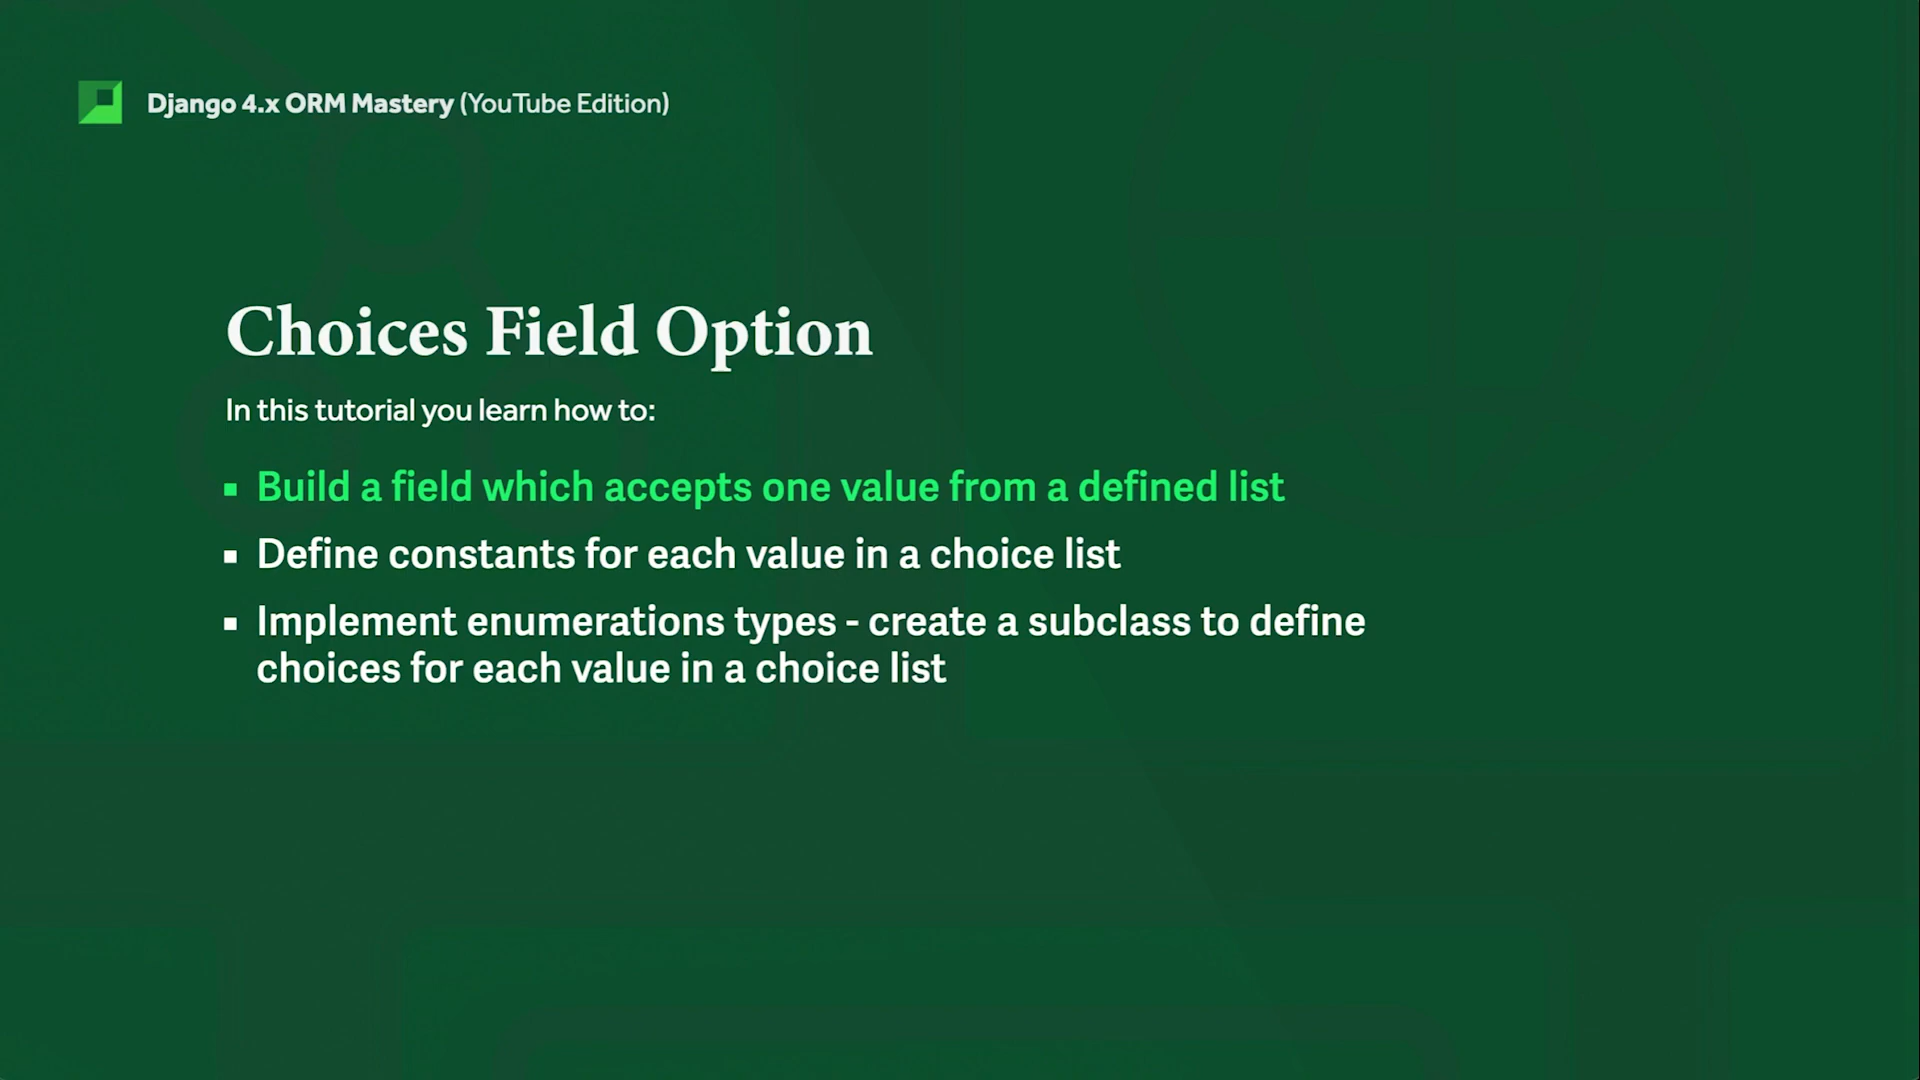 Django 4.x ORM Mastery (YouTube Edition)
Choices Field Option
In this tutorial you learn how to:
▪ Build a field which accepts one value from a defined list
▪ Define constants for each value in a choice list
▪ Implement enumerations types - create a subclass to define
choices for each value in a choice list